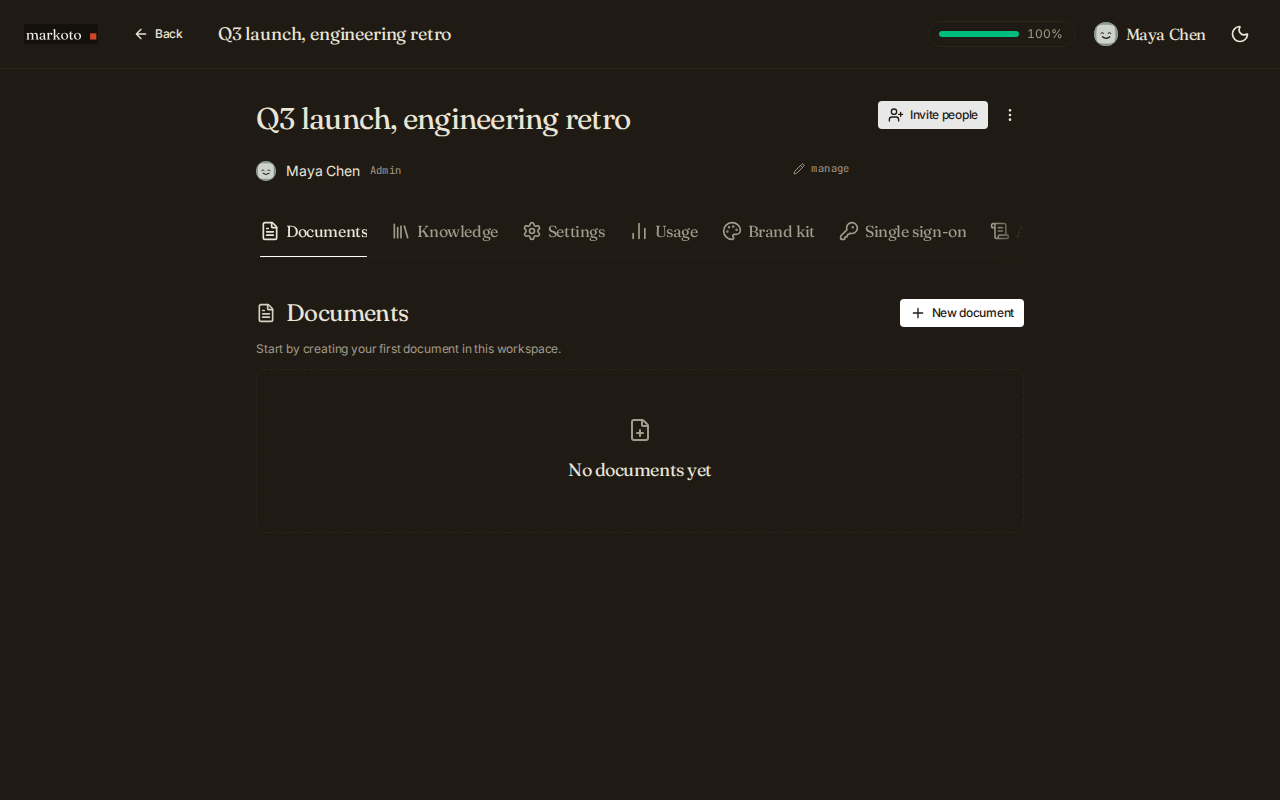 markoto
Back
Q3 launch, engineering retro
100%
Maya Chen
Q3 launch, engineering retro
Invite people
Maya Chen Admin
manage
Documents Knowledge Settings Usage Brand kit Single sign-on
Documents
New document
Start by creating your first document in this workspace.
No documents yet